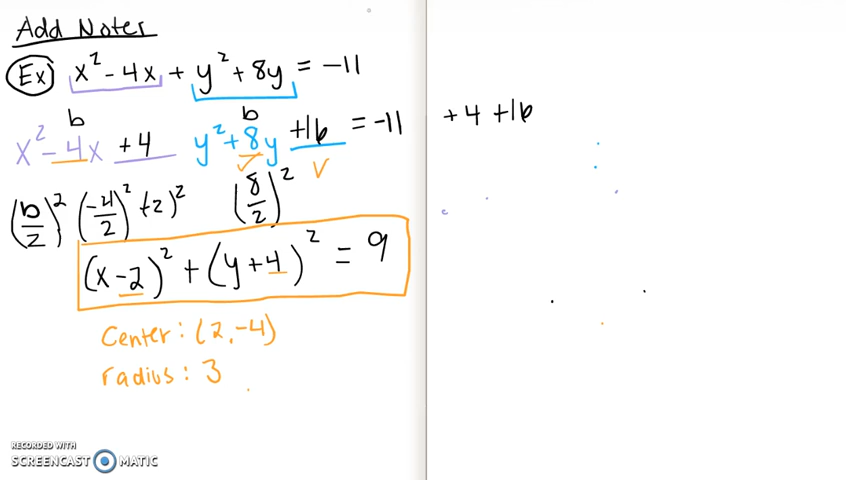 Add Notes
Ex x² - 4x + y² + 8y = -11
b b
x² - 4x + 4 y² + 8y + 16 = -11 + 4 + 16
(b/2)² (-4/2)² (-2)² (8/2)²
(x - 2)² + (y + 4)² = 9
Center: (2, -4)
radius: 3
RECORDED WITH
SCREENCAST MATIC